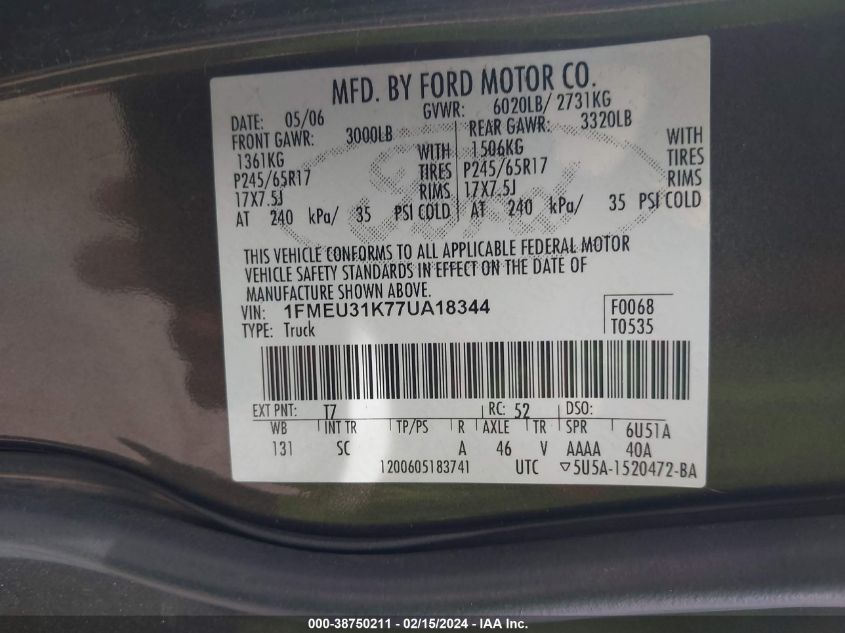 MFD. BY FORD MOTOR CO.
DATE: 05/06 GVWR: 6020LB/ 2731KG
FRONT GAWR: 3000LB REAR GAWR: 3320LB
1361KG WITH 1506KG WITH
P245/65R17 TIRES P245/65R17 TIRES
17X7.5J RIMS 17X7.5J RIMS
AT 240 kPa/ 35 PSI COLD AT 240 kPa/ 35 PSI COLD
Ford
THIS VEHICLE CONFORMS TO ALL APPLICABLE FEDERAL MOTOR
VEHICLE SAFETY STANDARDS IN EFFECT ON THE DATE OF
MANUFACTURE SHOWN ABOVE.
VIN: 1FMEU31K77UA18344 F0068
TYPE: Truck T0535
EXT PNT: T7 RC: 52 DSO:
WB INT TR TP/PS R AXLE TR SPR 6U51A
131 SC A 46 V AAAA 40A
1200605183741 UTC ▽5U5A-1520472-BA
000-38750211 - 02/15/2024 - IAA Inc.